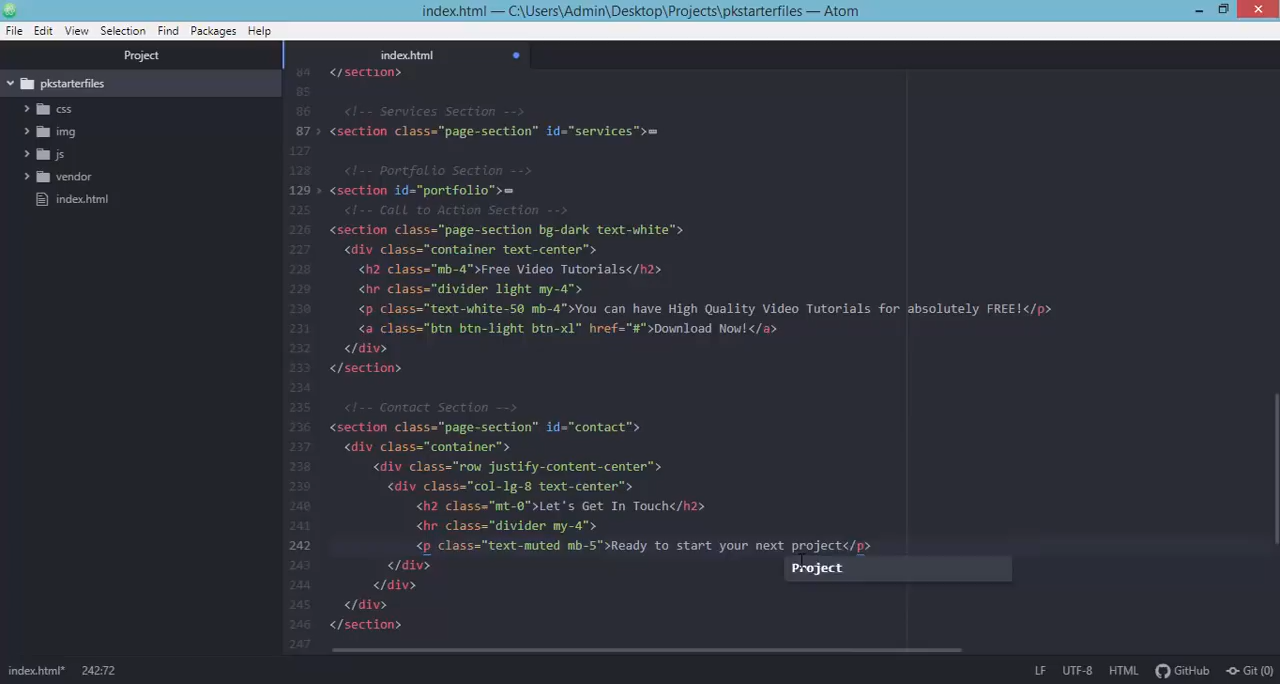 index.html — C:\Users\Admin\Desktop\Projects\pkstarterfiles — Atom
File Edit View Selection Find Packages Help
Project
index.html
pkstarterfiles
css
img
js
vendor
index.html
84 </section>
85
86 <!-- Services Section -->
87 <section class="page-section" id="services">
127
128 <!-- Portfolio Section -->
129 <section id="portfolio">
225 <!-- Call to Action Section -->
226 <section class="page-section bg-dark text-white">
227 <div class="container text-center">
228 <h2 class="mb-4">Free Video Tutorials</h2>
229 <hr class="divider light my-4">
230 <p class="text-white-50 mb-4">You can have High Quality Video Tutorials for absolutely FREE!</p>
231 <a class="btn btn-light btn-xl" href="#">Download Now!</a>
232 </div>
233 </section>
234
235 <!-- Contact Section -->
236 <section class="page-section" id="contact">
237 <div class="container">
238 <div class="row justify-content-center">
239 <div class="col-lg-8 text-center">
240 <h2 class="mt-0">Let's Get In Touch</h2>
241 <hr class="divider my-4">
242 <p class="text-muted mb-5">Ready to start your next project</p>
Project
243 </div>
244 </div>
245 </div>
246 </section>
247
index.html* 242:72 LF UTF-8 HTML GitHub Git (0)